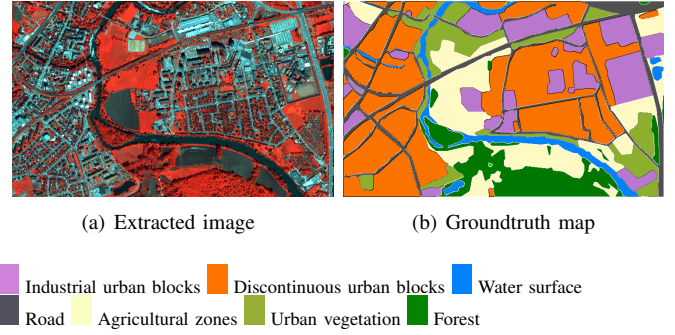 (a) Extracted image
(b) Groundtruth map
Industrial urban blocks Discontinuous urban blocks Water surface
Road Agricultural zones Urban vegetation Forest